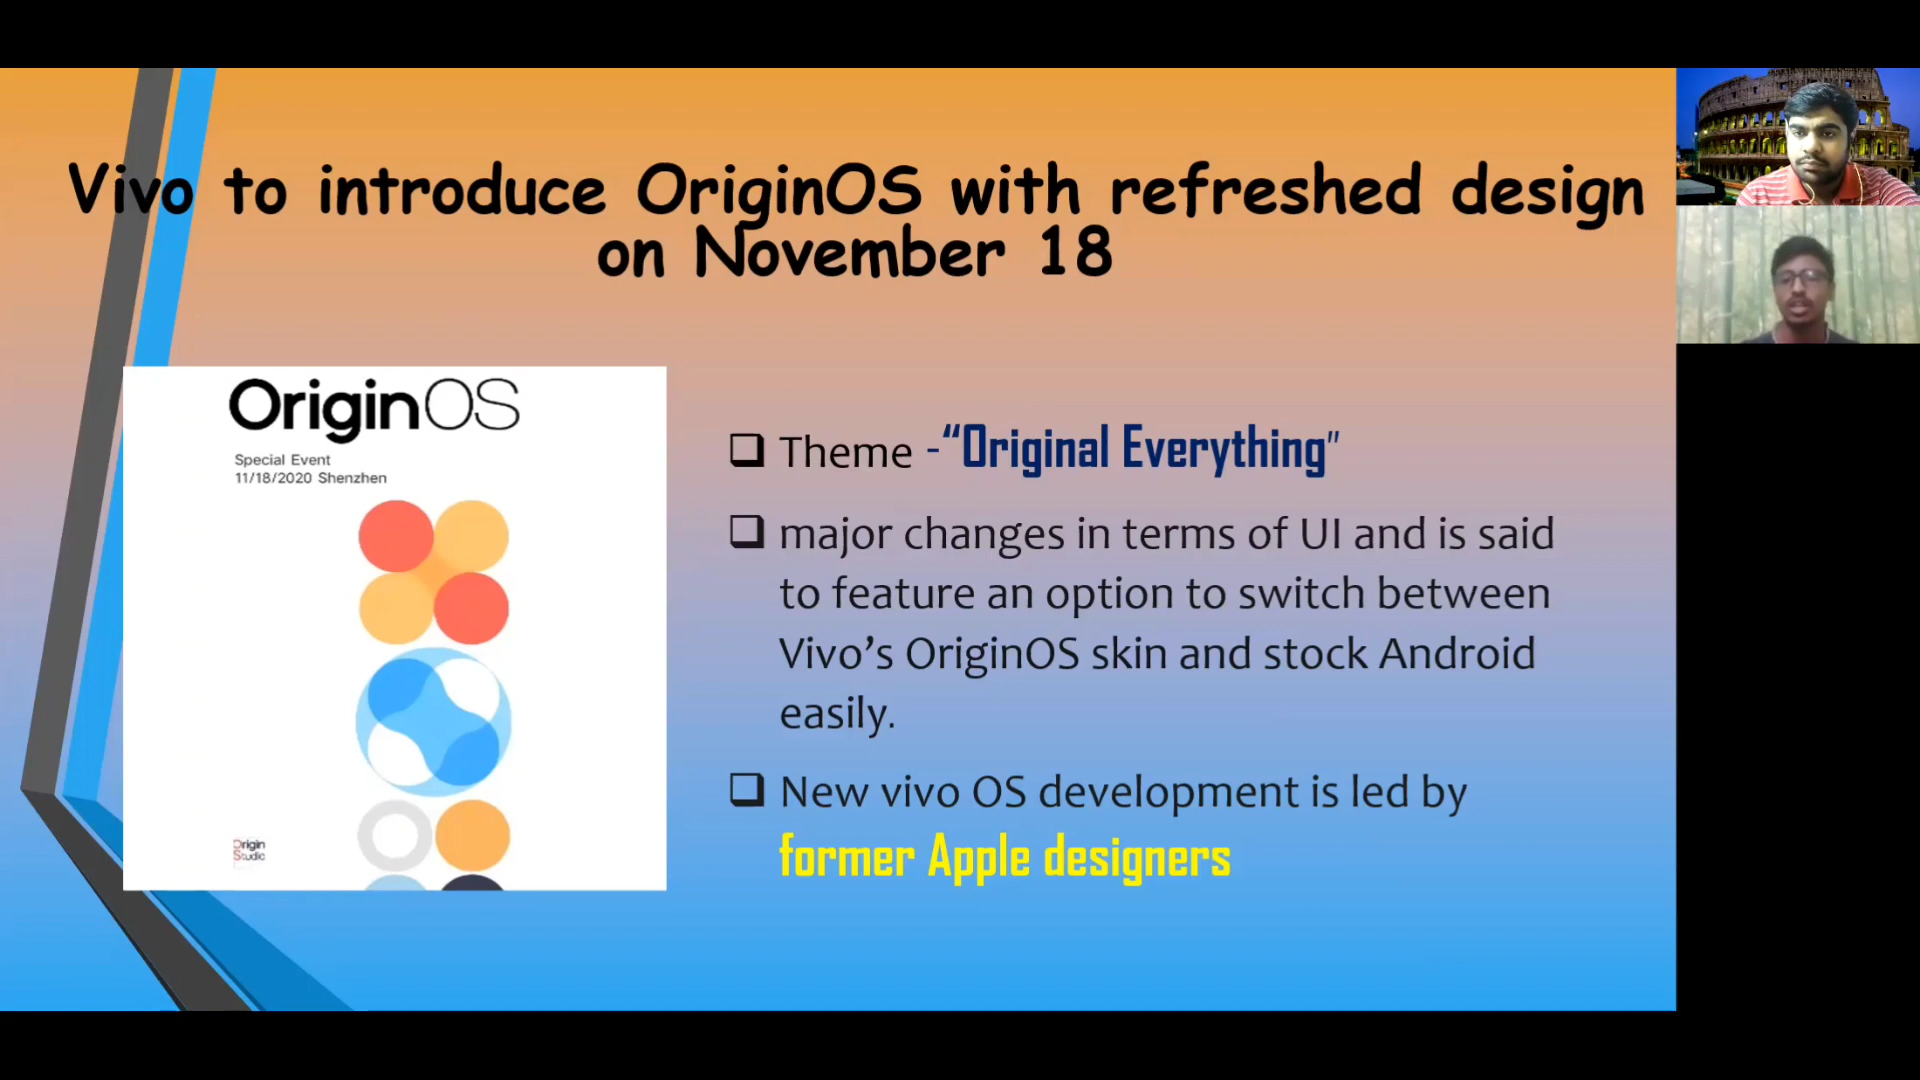 Vivo to introduce OriginOS with refreshed design
on November 18
OriginOS
Special Event
11/18/2020 Shenzhen
Origin
Studio
Theme -“Original Everything”
major changes in terms of UI and is said
to feature an option to switch between
Vivo’s OriginOS skin and stock Android
easily.
New vivo OS development is led by
former Apple designers